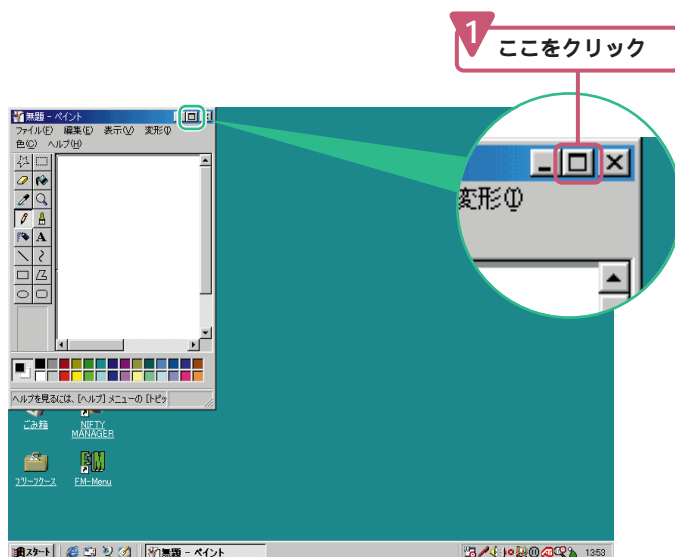 1
ここをクリック
無題 - ペイント
ファイル(F) 編集(E) 表示(V) 変形(I)
色(C) ヘルプ(H)
変形(I)
A
ヘルプを見るには、[ヘルプ] メニューの [トピッ
ごみ箱
NIFTY
MANAGER
ブリーフケース
FM-Menu
スタート
無題 - ペイント
13:53